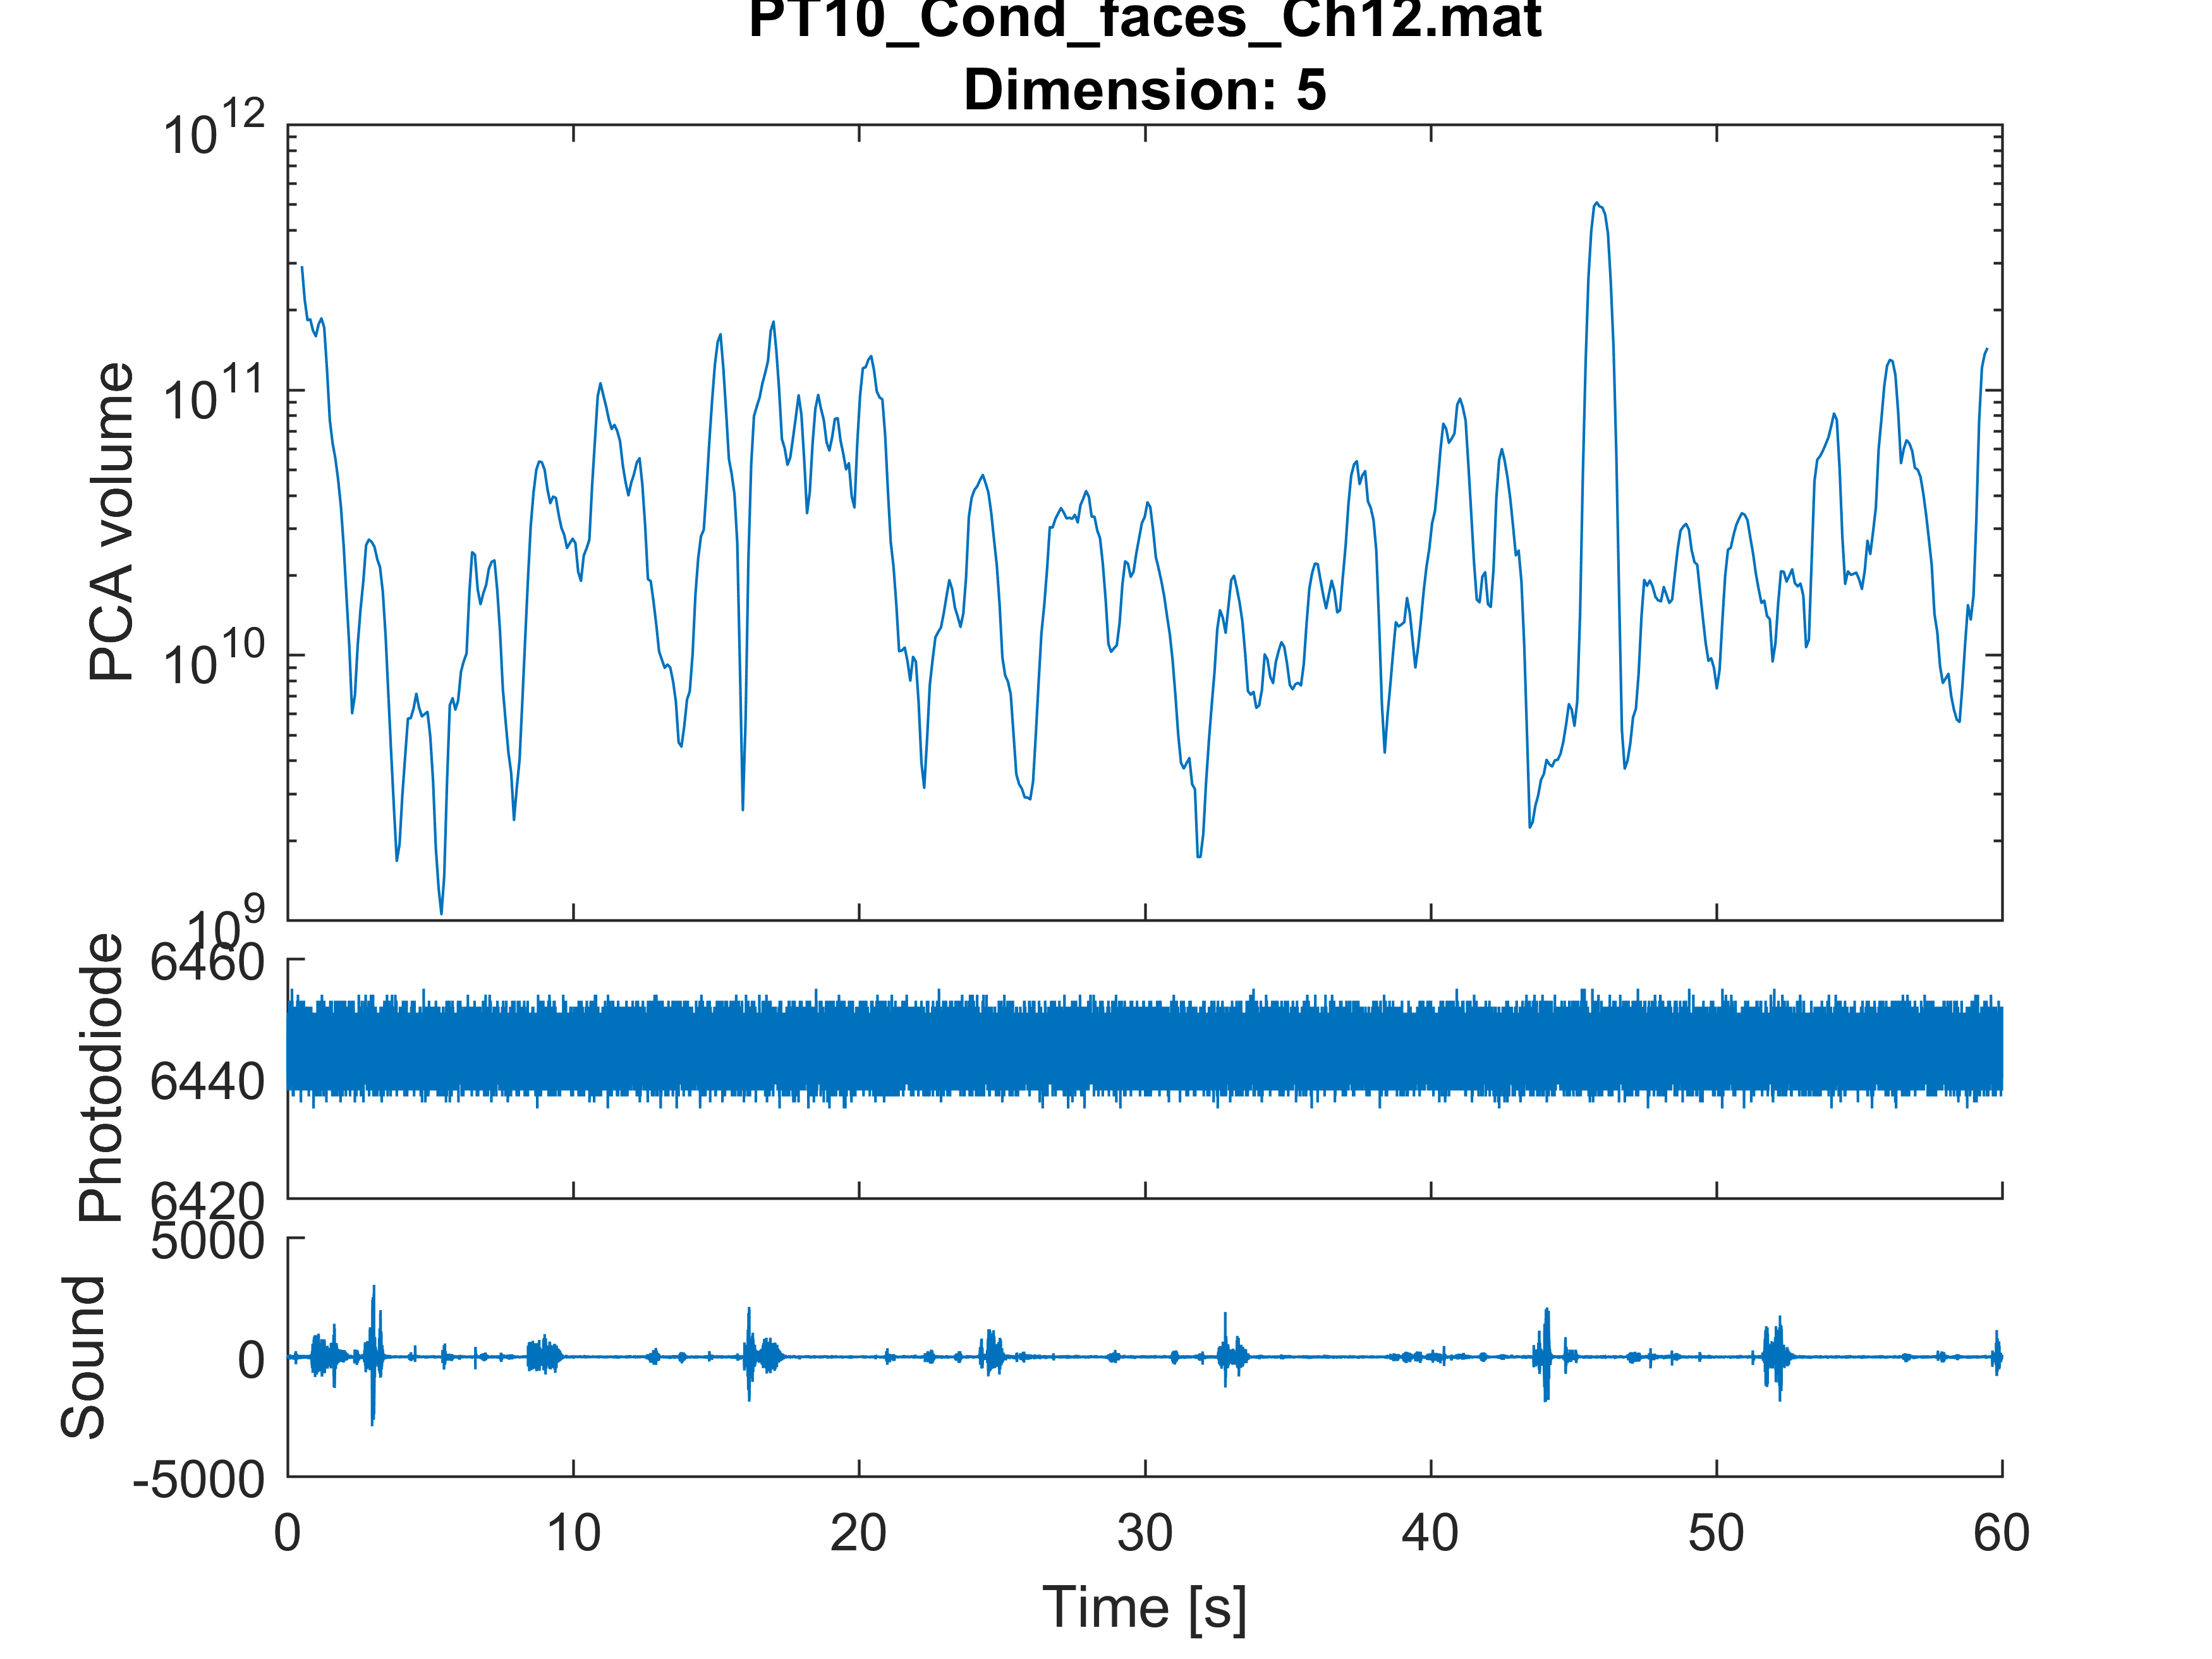 PT10_Cond_faces_Ch12.mat
Dimension: 5
10^12
10^11
10^10
10^9
PCA volume
6460
6440
6420
Photodiode
5000
0
-5000
Sound
0 10 20 30 40 50 60
Time [s]